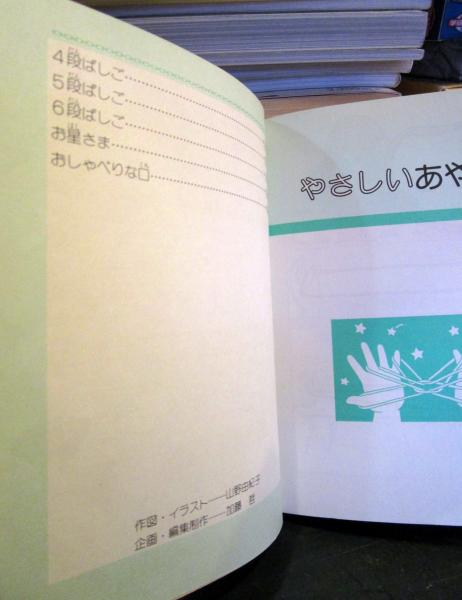 4段ばしご
5段ばしご
6段ばしご
お星さま
おしゃべりな口
作図・イラスト――山野由紀子
企画・編集制作――加藤
やさしいあや